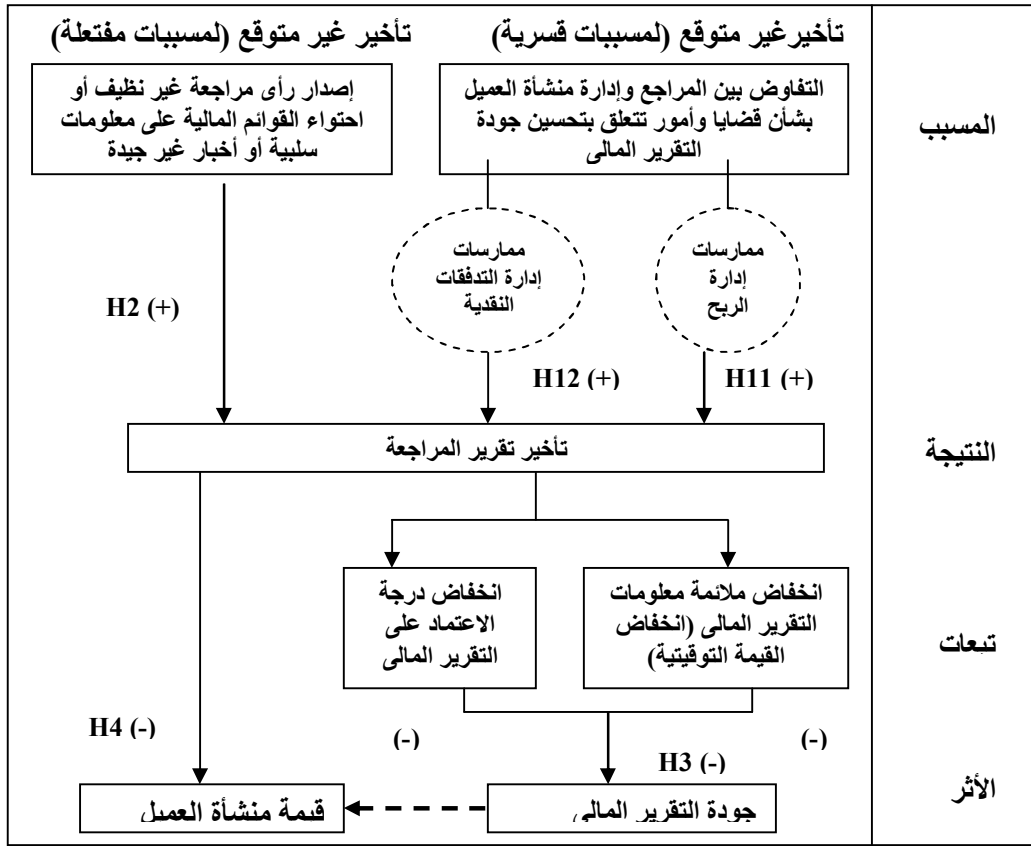 تأخيرغير متوقع (لمسببات قسرية)
تأخير غير متوقع (لمسببات مفتعلة)
المسبب
التفاوض بين المراجع وإدارة منشأة العميل
بشأن قضايا وأمور تتعلق بتحسين جودة
التقرير المالى
إصدار رأى مراجعة غير نظيف أو
احتواء القوائم المالية على معلومات
سلبية أو أخبار غير جيدة
ممارسات
إدارة
الربح
ممارسات
إدارة التدفقات
النقدية
H11 (+)
H12 (+)
H2 (+)
النتيجة
تأخير تقرير المراجعة
تبعات
انخفاض ملائمة معلومات
التقرير المالى (انخفاض
القيمة التوقيتية)
انخفاض درجة
الاعتماد على
التقرير المالى
(-)
(-)
H4 (-)
H3 (-)
الأثر
جودة التقرير المالى
قيمة منشأة العميل